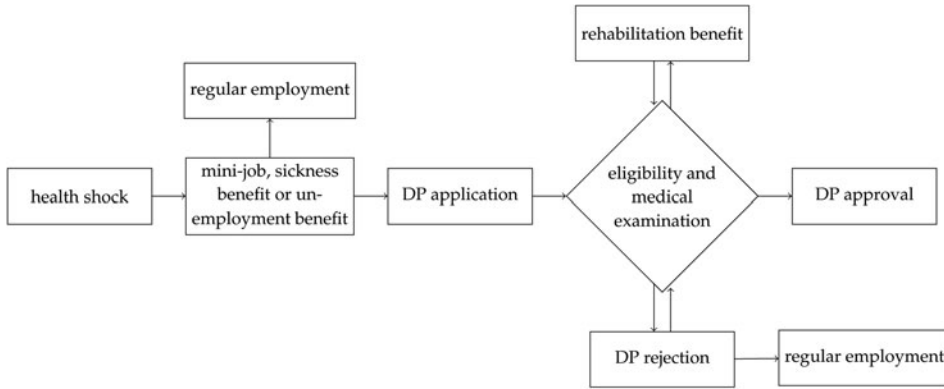 rehabilitation benefit
regular employment
health shock
mini-job, sickness
benefit or un-
employment benefit
DP application
eligibility and
medical
examination
DP approval
DP rejection
regular employment